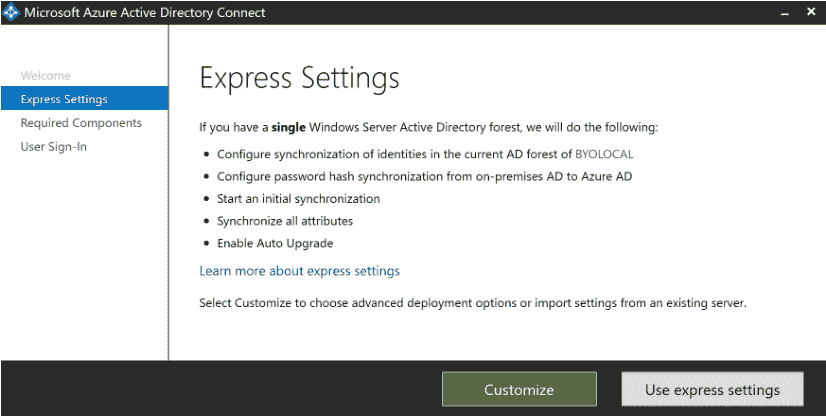 Microsoft Azure Active Directory Connect
Welcome
Express Settings
Required Components
User Sign-In
Express Settings
If you have a single Windows Server Active Directory forest, we will do the following:
• Configure synchronization of identities in the current AD forest of BYOLOCAL
• Configure password hash synchronization from on-premises AD to Azure AD
• Start an initial synchronization
• Synchronize all attributes
• Enable Auto Upgrade
Learn more about express settings
Select Customize to choose advanced deployment options or import settings from an existing server.
Customize
Use express settings